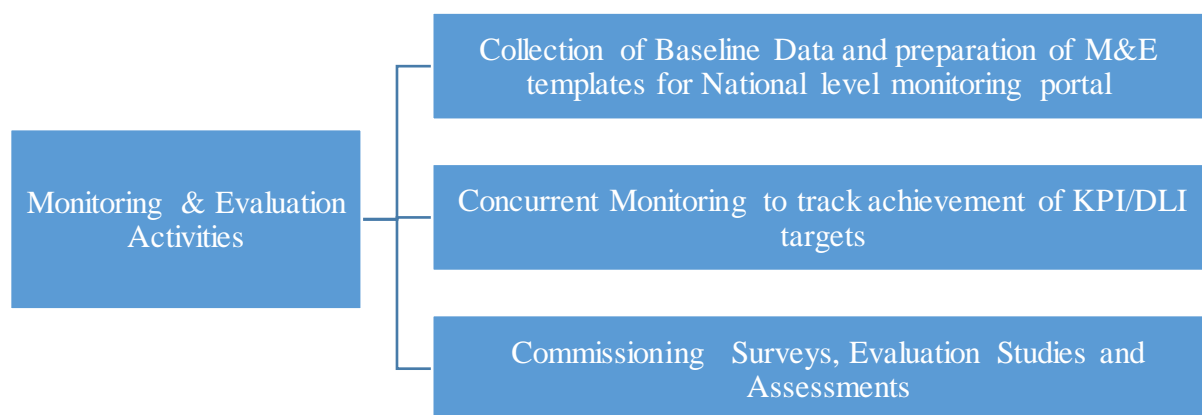 Collection of Baseline Data and preparation of M&E
templates for National level monitoring portal
Monitoring & Evaluation
Activities
Concurrent Monitoring to track achievement of KPI/DLI
targets
Commissioning Surveys, Evaluation Studies and
Assessments